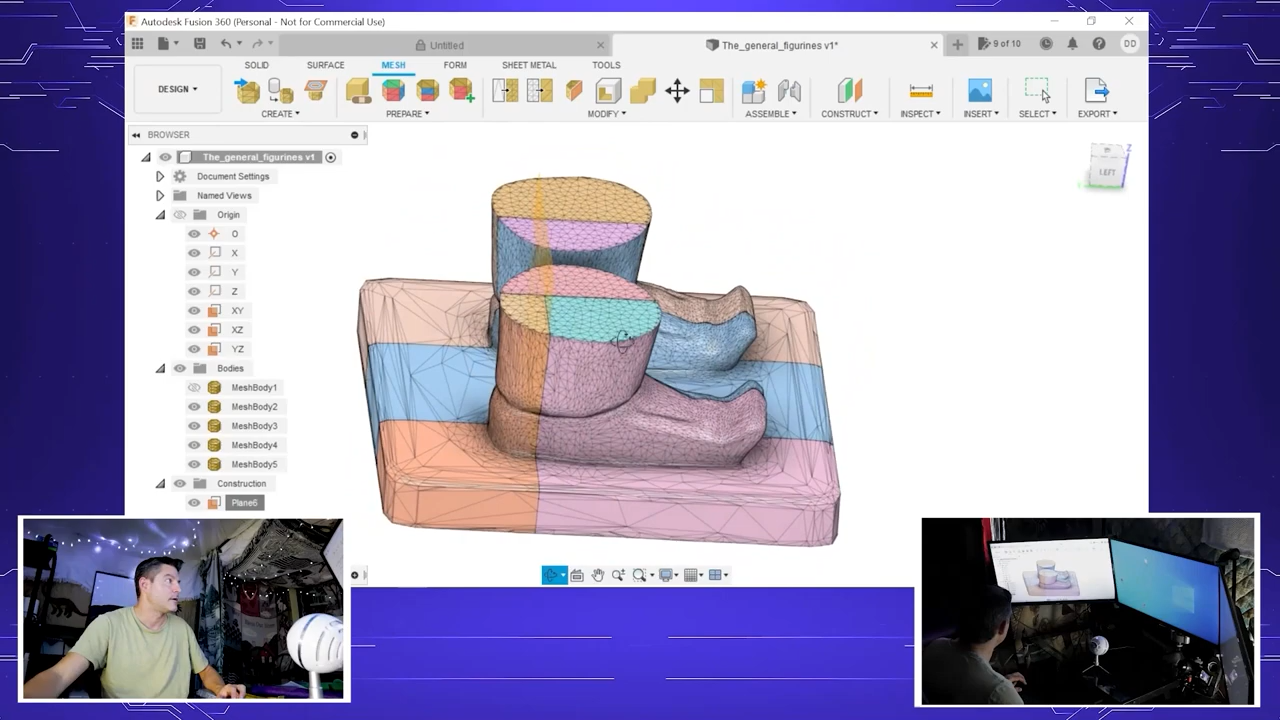 Autodesk Fusion 360 (Personal - Not for Commercial Use)
Untitled
The_general_figurines v1*
9 of 10
DD
SOLID SURFACE MESH FORM SHEET METAL TOOLS
DESIGN
CREATE PREPARE MODIFY ASSEMBLE CONSTRUCT INSPECT INSERT SELECT EXPORT
BROWSER
The_general_figurines v1
Document Settings
Named Views
Origin
O
X
Y
Z
XY
XZ
YZ
Bodies
MeshBody1
MeshBody2
MeshBody3
MeshBody4
MeshBody5
Construction
Plane6
Z
LEFT